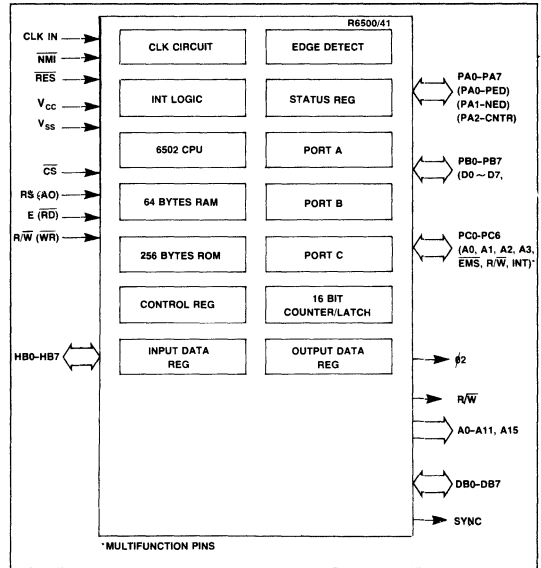 R6500/41
CLK IN
NMI
RES
VCC
VSS
CS
RS (AO)
E (RD)
R/W (WR)
HB0-HB7
CLK CIRCUIT
EDGE DETECT
INT LOGIC
STATUS REG
6502 CPU
PORT A
64 BYTES RAM
PORT B
256 BYTES ROM
PORT C
CONTROL REG
16 BIT
COUNTER/LATCH
INPUT DATA
REG
OUTPUT DATA
REG
PA0-PA7
(PA0-PED)
(PA1-NED)
(PA2-CNTR)
PB0-PB7
(D0 ~ D7,
PC0-PC6
(A0, A1, A2, A3,
EMS, R/W, INT)*
ø2
R/W
A0-A11, A15
DB0-DB7
SYNC
*MULTIFUNCTION PINS